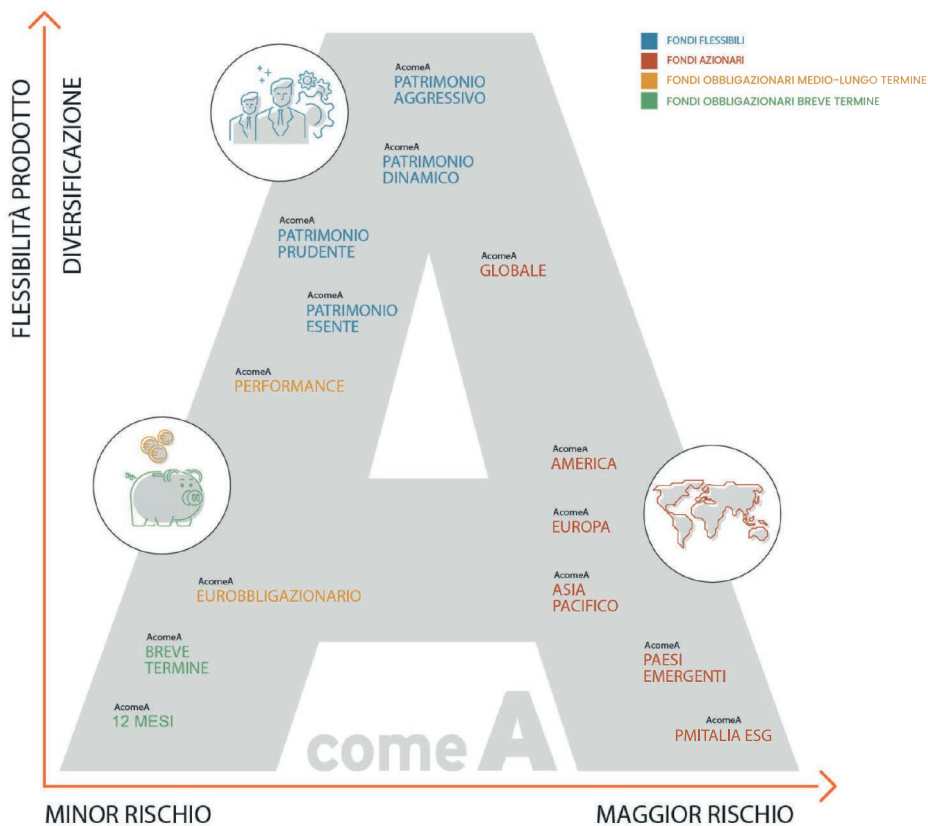 FLESSIBILITÀ PRODOTTO
DIVERSIFICAZIONE
FONDI FLESSIBILI
FONDI AZIONARI
FONDI OBBLIGAZIONARI MEDIO-LUNGO TERMINE
FONDI OBBLIGAZIONARI BREVE TERMINE
AcomeA
PATRIMONIO
AGGRESSIVO
AcomeA
PATRIMONIO
DINAMICO
AcomeA
PATRIMONIO
PRUDENTE
AcomeA
GLOBALE
AcomeA
PATRIMONIO
ESENTE
AcomeA
PERFORMANCE
AcomeA
AMERICA
AcomeA
EUROPA
AcomeA
EUROBBLIGAZIONARIO
AcomeA
ASIA
PACIFICO
AcomeA
BREVE
TERMINE
AcomeA
PAESI
EMERGENTI
AcomeA
12 MESI
AcomeA
PMITALIA ESG
come A
MINOR RISCHIO
MAGGIOR RISCHIO